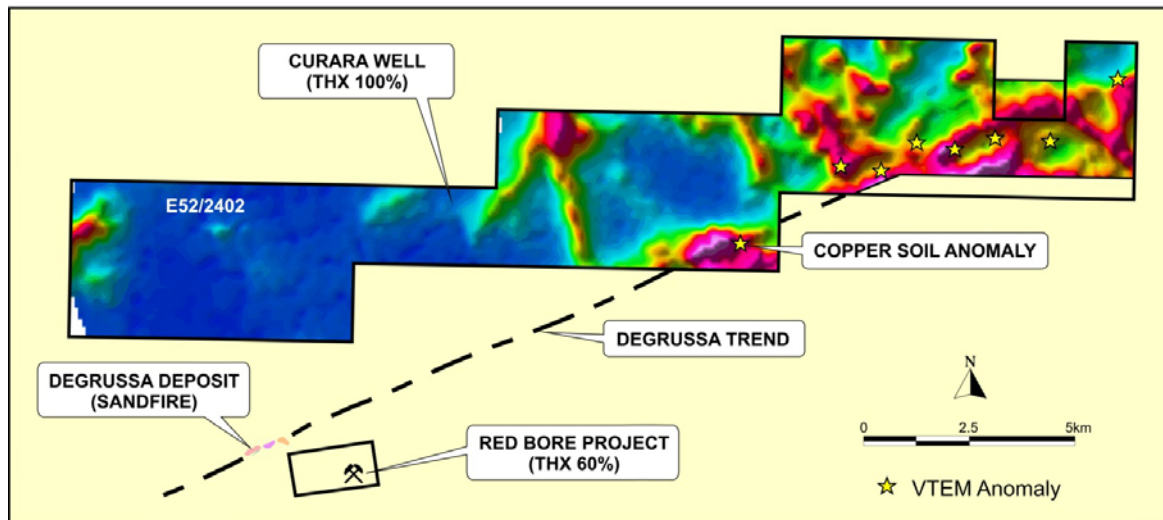 CURARA WELL
(THX 100%)
E52/2402
COPPER SOIL ANOMALY
DEGRUSSA TREND
DEGRUSSA DEPOSIT
(SANDFIRE)
RED BORE PROJECT
(THX 60%)
N
0 2.5 5km
VTEM Anomaly